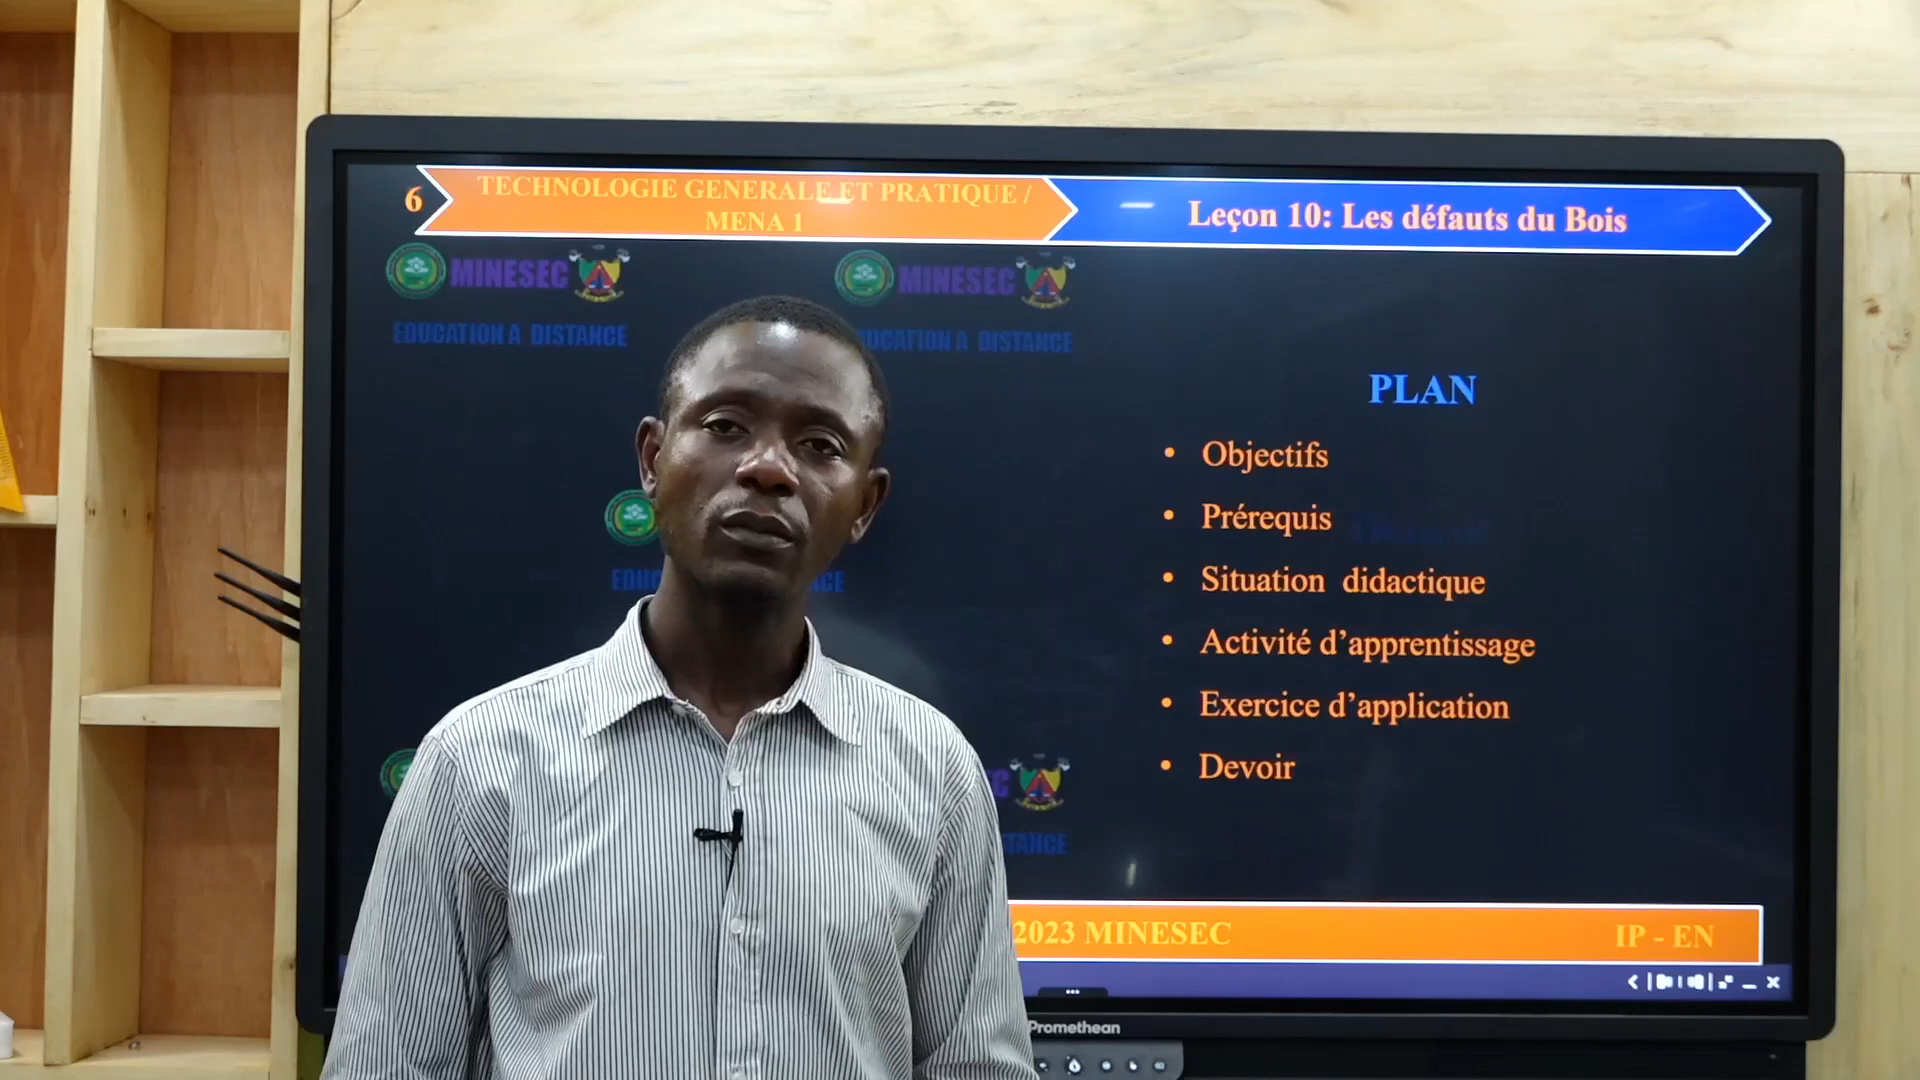 6
TECHNOLOGIE GENERALE ET PRATIQUE /
MENA 1
Leçon 10: Les défauts du Bois
MINESEC
EDUCATION A DISTANCE
MINESEC
DISTANCE
PLAN
• Objectifs
• Prérequis
• Situation didactique
• Activité d’apprentissage
• Exercice d’application
• Devoir
2023 MINESEC
IP - EN
Promethean